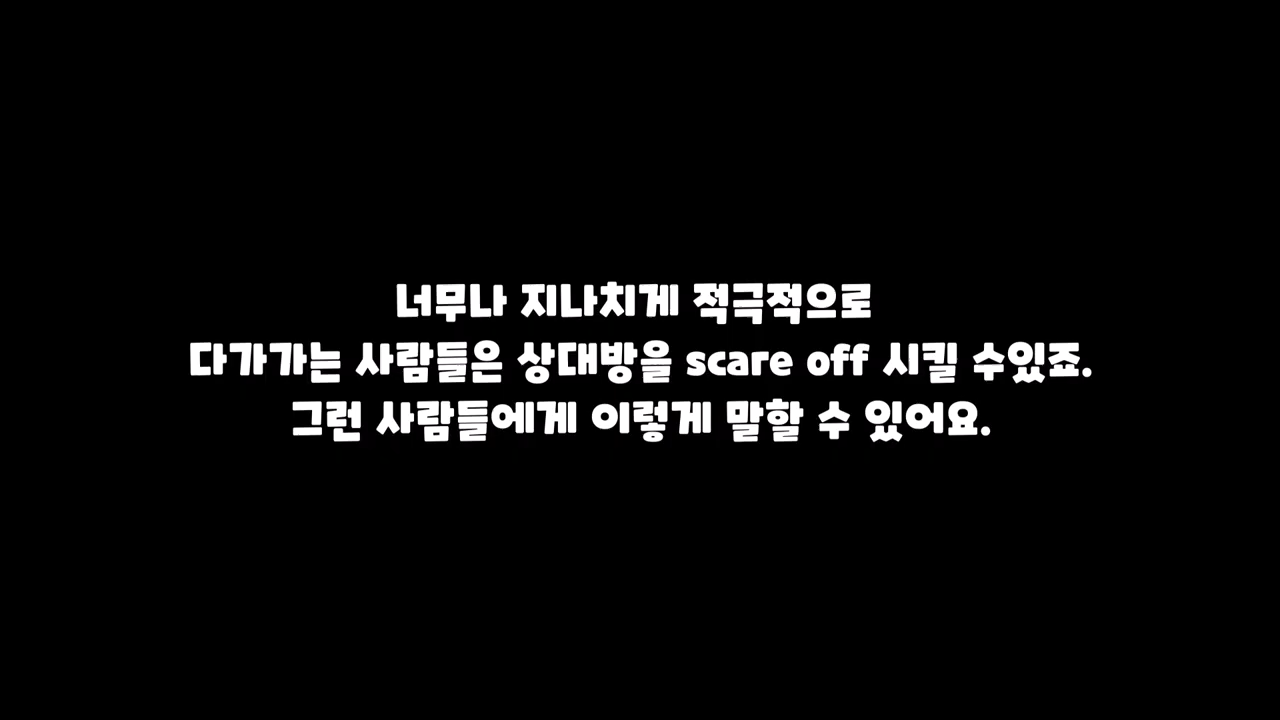 너무나 지나치게 적극적으로
다가가는 사람들은 상대방을 scare off 시킬 수있죠.
그런 사람들에게 이렇게 말할 수 있어요.